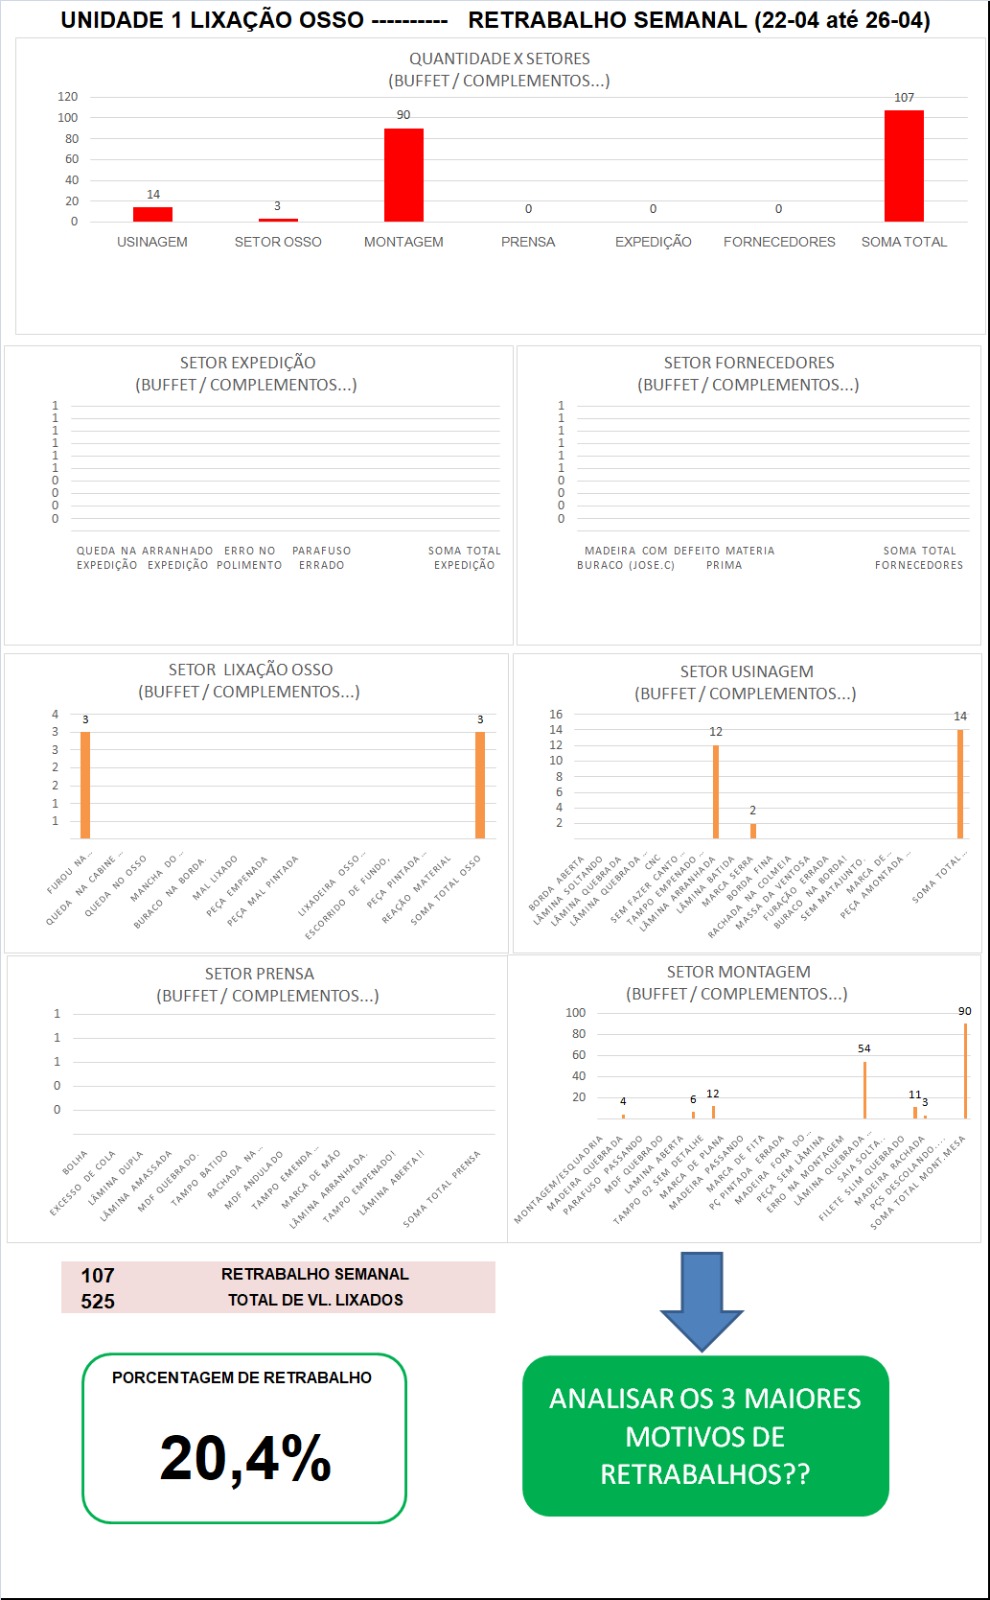 UNIDADE 1 LIXAÇÃO OSSO ---------- RETRABALHO SEMANAL (22-04 até 26-04)
QUANTIDADE X SETORES
(BUFFET / COMPLEMENTOS...)
120
100
80
60
40
20
0
14
3
90
0
0
0
107
USINAGEM SETOR OSSO MONTAGEM PRENSA EXPEDIÇÃO FORNECEDORES SOMA TOTAL
SETOR EXPEDIÇÃO
(BUFFET / COMPLEMENTOS...)
1
1
1
1
1
1
0
0
0
0
QUEDA NA EXPEDIÇÃO
ARRANHADO EXPEDIÇÃO
ERRO NO POLIMENTO
PARAFUSO ERRADO
SOMA TOTAL EXPEDIÇÃO
SETOR FORNECEDORES
(BUFFET / COMPLEMENTOS...)
1
1
1
1
1
1
0
0
0
0
MADEIRA COM BURACO (JOSE.C)
DEFEITO MATERIA PRIMA
SOMA TOTAL FORNECEDORES
SETOR LIXAÇÃO OSSO
(BUFFET / COMPLEMENTOS...)
4
3
3
2
2
1
1
3
3
FUROU NA...
QUEDA NA CABINE...
QUEDA NO OSSO
MANCHA DO...
BURACO NA BORDA.
MAL LIXADO
PEÇA EMPENADA
PEÇA MAL PINTADA
LIXADEIRA OSSO...
ESCORRIDO DE FUNDO,
PEÇA PINTADA...
REAÇÃO MATERIAL
SOMA TOTAL OSSO
SETOR USINAGEM
(BUFFET / COMPLEMENTOS...)
16
14
12
10
8
6
4
2
12
2
14
BORDA ABERTA
LÂMINA SOLTANDO
LÂMINA QUEBRADA
LÂMINA QUEBRADA...
CNC
SEM FAZER CANTO...
TAMPO EMPENADO...
LÂMINA ARRANHADA
LÂMINA BATIDA
MARCA SERRA
BORDA FINA
RACHADA NA COLMEIA
MASSA DA VENTOSA
FURAÇÃO ERRADA
BURACO NA BORDA!
SEM MATAJUNTO.
MARCA DE...
PEÇA AMONTADA...
SOMA TOTAL...
SETOR PRENSA
(BUFFET / COMPLEMENTOS...)
1
1
1
0
0
BOLHA
EXCESSO DE COLA
LÂMINA DUPLA
LÂMINA AMASSADA
MDF QUEBRADO.
TAMPO BATIDO
RACHADA NA...
MDF ANDULADO
TAMPO EMENDA...
MARCA DE MÃO
LÂMINA ARRANHADA.
TAMPO EMPENADO!
LÂMINA ABERTA!!
SOMA TOTAL PRENSA
SETOR MONTAGEM
(BUFFET / COMPLEMENTOS...)
100
80
60
40
20
4
6
12
54
11
3
90
MONTAGEM/ESQUADRIA
MADEIRA QUEBRADA
PARAFUSO PASSANDO
MDF QUEBRADO
LAMINA ABERTA
TAMPO 02 SEM DETALHE
MARCA DE PLANA
MADEIRA PASSANDO
MARCA DE FITA
PÇ PINTADA ERRADA
MADEIRA FORA DO...
PEÇA SEM LÂMINA
ERRO NA MONTAGEM
LÂMINA QUEBRADA...
SAIA SOLTA..
FILETE SLIM QUEBRADO
MADEIRA RACHADA
PÇS DESCOLANDO....
SOMA TOTAL MONT.MESA
107 RETRABALHO SEMANAL
525 TOTAL DE VL. LIXADOS
PORCENTAGEM DE RETRABALHO
20,4%
ANALISAR OS 3 MAIORES
MOTIVOS DE
RETRABALHOS??